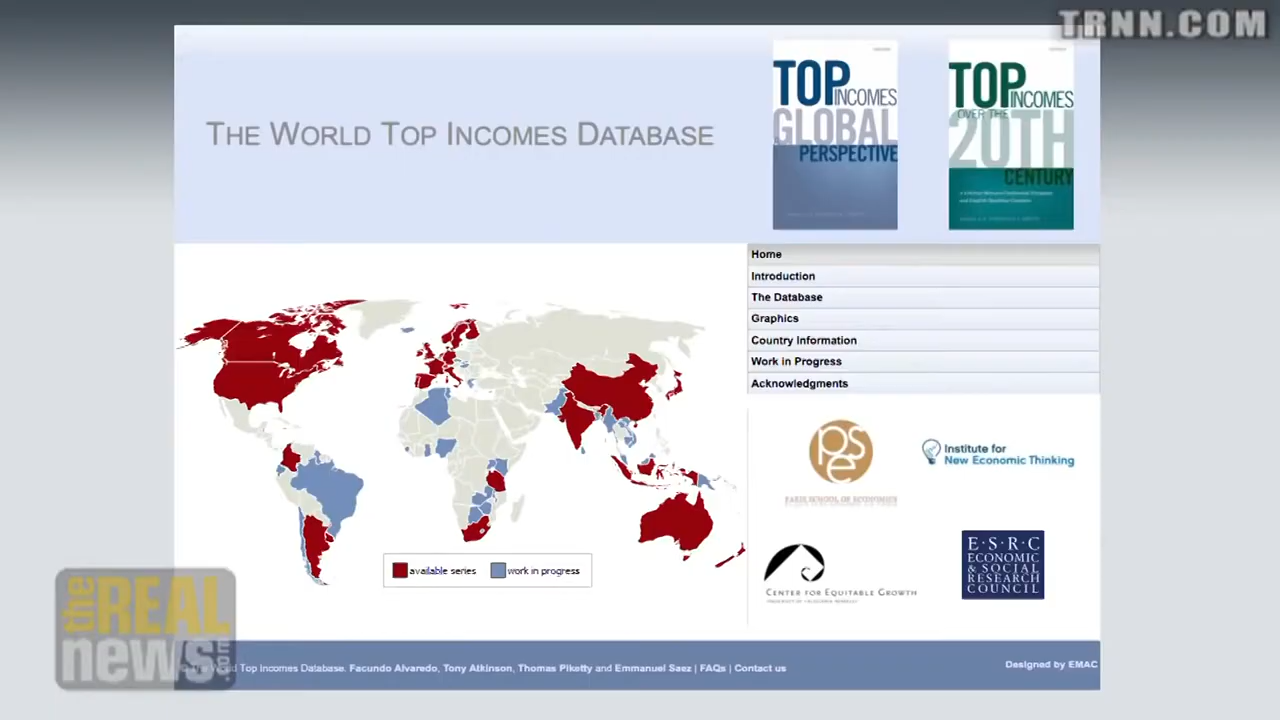 TRNN.COM
THE WORLD TOP INCOMES DATABASE
TOP
INCOMES
GLOBAL
PERSPECTIVE
TOP
INCOMES
OVER THE
20TH
CENTURY
Home
Introduction
The Database
Graphics
Country Information
Work in Progress
Acknowledgments
pse
PARIS SCHOOL OF ECONOMICS
Institute for
New Economic Thinking
CENTER FOR EQUITABLE GROWTH
E·S·R·C
ECONOMIC
& SOCIAL
RESEARCH
COUNCIL
available series
work in progress
the REAL
news.com
The World Top Incomes Database. Facundo Alvaredo, Tony Atkinson, Thomas Piketty and Emmanuel Saez | FAQs | Contact us
Designed by EMAC